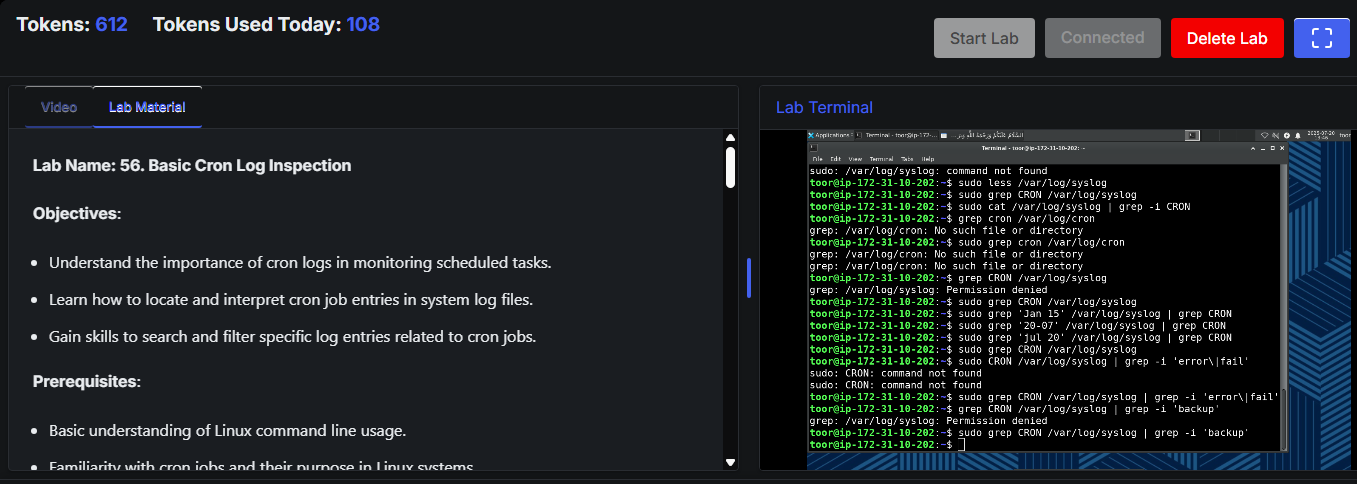 Tokens: 612 Tokens Used Today: 108
Start Lab
Connected
Delete Lab
Video
Lab Material
Lab Name: 56. Basic Cron Log Inspection
Objectives:
Understand the importance of cron logs in monitoring scheduled tasks.
Learn how to locate and interpret cron job entries in system log files.
Gain skills to search and filter specific log entries related to cron jobs.
Prerequisites:
Basic understanding of Linux command line usage.
Familiarity with cron jobs and their purpose in Linux systems
Lab Terminal
Applications Terminal - toor@ip-172-... السَّلَامُ عَلَيْكُمْ وَرَحْمَةُ اللَّهِ 2025-07-20 toor
Terminal - toor@ip-172-31-10-202: ~
File Edit View Terminal Tabs Help
sudo: /var/log/syslog: command not found
toor@ip-172-31-10-202:~$ sudo less /var/log/syslog
toor@ip-172-31-10-202:~$ sudo grep CRON /var/log/syslog
toor@ip-172-31-10-202:~$ sudo cat /var/log/syslog | grep -i CRON
toor@ip-172-31-10-202:~$ grep cron /var/log/cron
grep: /var/log/cron: No such file or directory
toor@ip-172-31-10-202:~$ sudo grep cron /var/log/cron
grep: /var/log/cron: No such file or directory
grep: /var/log/cron: No such file or directory
toor@ip-172-31-10-202:~$ grep CRON /var/log/syslog
grep: /var/log/syslog: Permission denied
toor@ip-172-31-10-202:~$ sudo grep CRON /var/log/syslog
toor@ip-172-31-10-202:~$ sudo grep 'Jan 15' /var/log/syslog | grep CRON
toor@ip-172-31-10-202:~$ sudo grep '20-07' /var/log/syslog | grep CRON
toor@ip-172-31-10-202:~$ sudo grep 'jul 20' /var/log/syslog | grep CRON
toor@ip-172-31-10-202:~$ sudo grep CRON /var/log/syslog
toor@ip-172-31-10-202:~$ sudo CRON /var/log/syslog | grep -i 'error\|fail'
sudo: CRON: command not found
sudo: CRON: command not found
toor@ip-172-31-10-202:~$ sudo grep CRON /var/log/syslog | grep -i 'error\|fail'
toor@ip-172-31-10-202:~$ grep CRON /var/log/syslog | grep -i 'backup'
grep: /var/log/syslog: Permission denied
toor@ip-172-31-10-202:~$ sudo grep CRON /var/log/syslog | grep -i 'backup'
toor@ip-172-31-10-202:~$